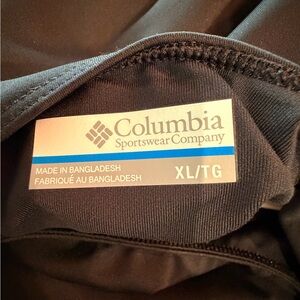 Columbia
Sportswear Company
MADE IN BANGLADESH
FABRIQUÉ AU BANGLADESH
XL/TG